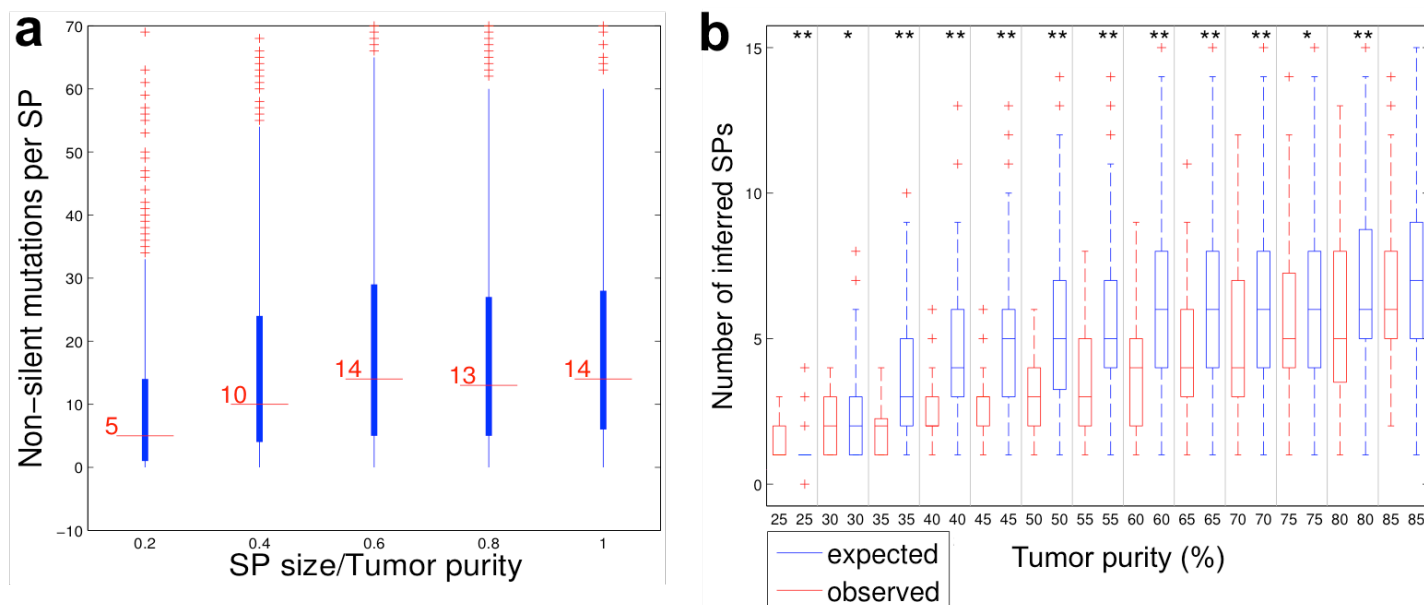 a
Non-silent mutations per SP
70
60
50
40
30
20
10
0
-10
5
10
14
13
14
0.2 0.4 0.6 0.8 1
SP size/Tumor purity
b
Number of inferred SPs
15
10
5
0
** * ** ** ** ** ** ** ** ** * **
25 25 30 30 35 35 40 40 45 45 50 50 55 55 60 60 65 65 70 70 75 75 80 80 85 85
Tumor purity (%)
expected
observed